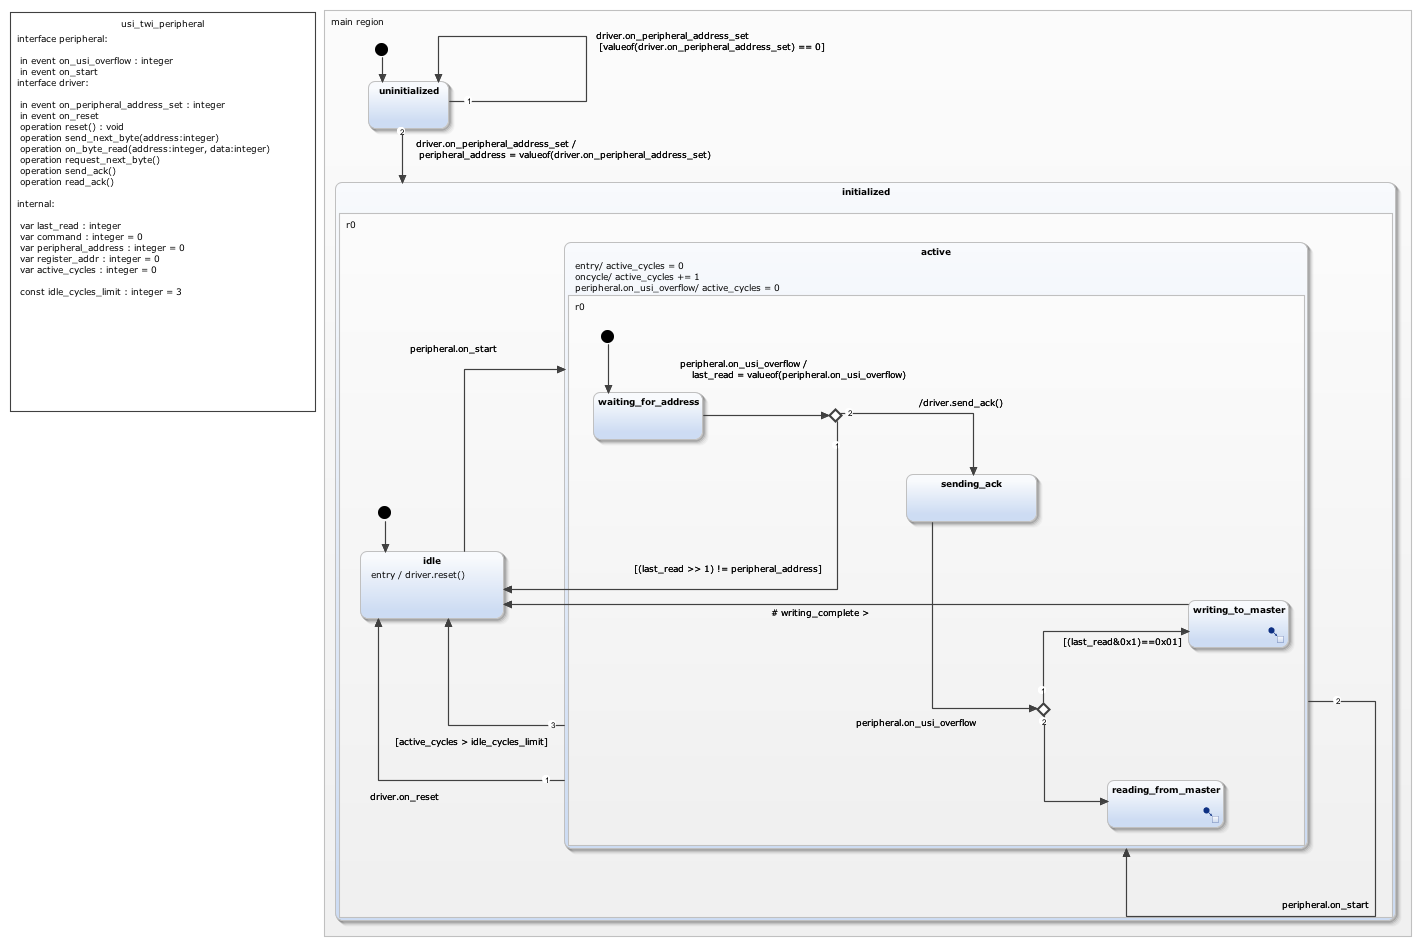 usi_twi_peripheral
interface peripheral:
in event on_usi_overflow : integer
in event on_start
interface driver:
in event on_peripheral_address_set : integer
in event on_reset
operation reset() : void
operation send_next_byte(address:integer)
operation on_byte_read(address:integer, data:integer)
operation request_next_byte()
operation send_ack()
operation read_ack()
internal:
var last_read : integer
var command : integer = 0
var peripheral_address : integer = 0
var register_addr : integer = 0
var active_cycles : integer = 0
const idle_cycles_limit : integer = 3
main region
driver.on_peripheral_address_set
[valueof(driver.on_peripheral_address_set) == 0]
uninitialized
1
2
driver.on_peripheral_address_set /
peripheral_address = valueof(driver.on_peripheral_address_set)
initialized
r0
active
entry/ active_cycles = 0
oncycle/ active_cycles += 1
peripheral.on_usi_overflow/ active_cycles = 0
r0
peripheral.on_start
peripheral.on_usi_overflow /
last_read = valueof(peripheral.on_usi_overflow)
waiting_for_address
2
/driver.send_ack()
sending_ack
idle
entry / driver.reset()
[(last_read >> 1) != peripheral_address]
# writing_complete >
writing_to_master
[(last_read&0x1)==0x01]
2
peripheral.on_usi_overflow
2
3
[active_cycles > idle_cycles_limit]
1
driver.on_reset
reading_from_master
peripheral.on_start